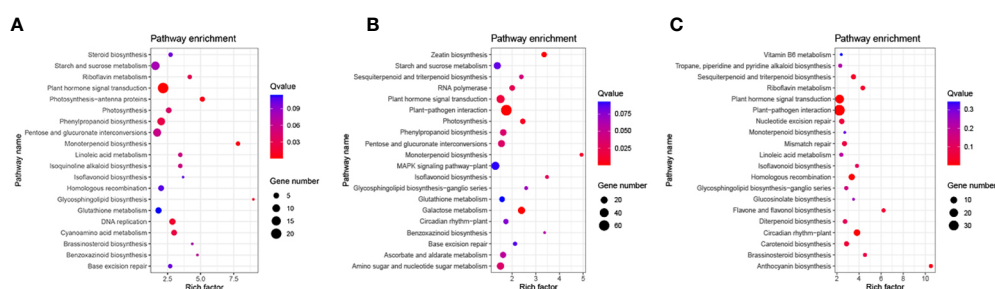 A
Pathway enrichment
Pathway name
Steroid biosynthesis
Starch and sucrose metabolism
Riboflavin metabolism
Plant hormone signal transduction
Photosynthesis-antenna proteins
Photosynthesis
Phenylpropanoid biosynthesis
Pentose and glucuronate interconversions
Monoterpenoid biosynthesis
Linoleic acid metabolism
Isoquinoline alkaloid biosynthesis
Isoflavonoid biosynthesis
Homologous recombination
Glycosphingolipid biosynthesis
Glutathione metabolism
DNA replication
Cyanoamino acid metabolism
Brassinosteroid biosynthesis
Benzoxazinoid biosynthesis
Base excision repair
2.5 5.0 7.5
Rich factor
Qvalue
0.09
0.06
0.03
Gene number
5
10
15
20
B
Pathway enrichment
Pathway name
Zeatin biosynthesis
Starch and sucrose metabolism
Sesquiterpenoid and triterpenoid biosynthesis
RNA polymerase
Plant hormone signal transduction
Plant-pathogen interaction
Photosynthesis
Phenylpropanoid biosynthesis
Pentose and glucuronate interconversions
Monoterpenoid biosynthesis
MAPK signaling pathway-plant
Isoflavonoid biosynthesis
Glycosphingolipid biosynthesis-ganglio series
Glutathione metabolism
Galactose metabolism
Circadian rhythm-plant
Benzoxazinoid biosynthesis
Base excision repair
Ascorbate and aldarate metabolism
Amino sugar and nucleotide sugar metabolism
2 3 4 5
Rich factor
Qvalue
0.075
0.050
0.025
Gene number
20
40
60
C
Pathway enrichment
Pathway name
Vitamin B6 metabolism
Tropane, piperidine and pyridine alkaloid biosynthesis
Sesquiterpenoid and triterpenoid biosynthesis
Riboflavin metabolism
Plant hormone signal transduction
Plant-pathogen interaction
Nucleotide excision repair
Monoterpenoid biosynthesis
Mismatch repair
Linoleic acid metabolism
Isoflavonoid biosynthesis
Homologous recombination
Glycosphingolipid biosynthesis-ganglio series
Glucosinolate biosynthesis
Flavone and flavonol biosynthesis
Diterpenoid biosynthesis
Circadian rhythm-plant
Carotenoid biosynthesis
Brassinosteroid biosynthesis
Anthocyanin biosynthesis
2 4 6 8 10
Rich factor
Qvalue
0.3
0.2
0.1
Gene number
10
20
30